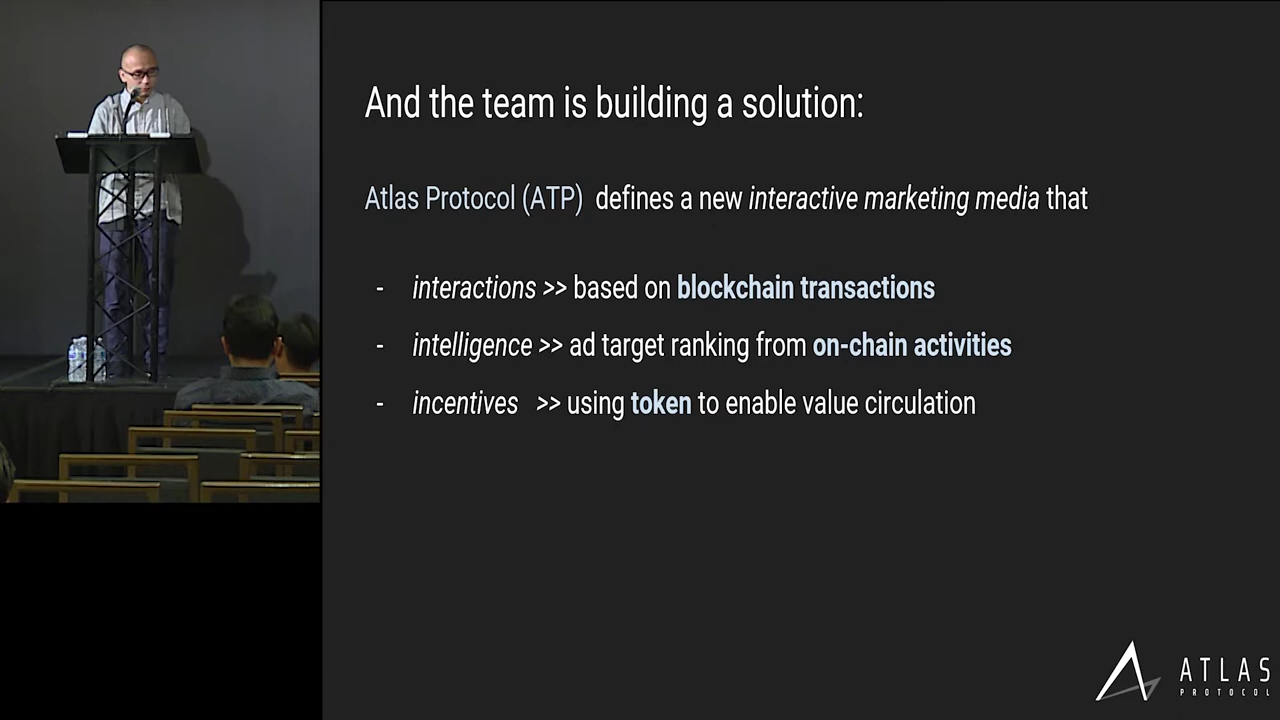 And the team is building a solution:
Atlas Protocol (ATP) defines a new interactive marketing media that
- interactions >> based on blockchain transactions
- intelligence >> ad target ranking from on-chain activities
- incentives >> using token to enable value circulation
ATLAS
PROTOCOL